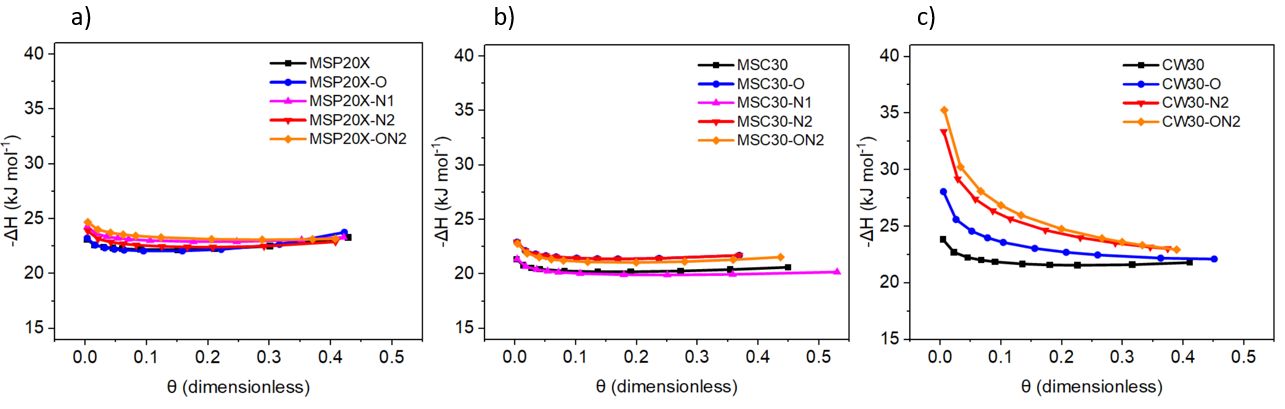 a)
40
35
30
25
20
15
-ΔH (kJ mol-1)
0.0 0.1 0.2 0.3 0.4 0.5
θ (dimensionless)
MSP20X
MSP20X-O
MSP20X-N1
MSP20X-N2
MSP20X-ON2
b)
40
35
30
25
20
15
-ΔH (kJ mol-1)
0.0 0.1 0.2 0.3 0.4 0.5
θ (dimensionless)
MSC30
MSC30-O
MSC30-N1
MSC30-N2
MSC30-ON2
c)
40
35
30
25
20
15
-ΔH (kJ mol-1)
0.0 0.1 0.2 0.3 0.4 0.5
θ (dimensionless)
CW30
CW30-O
CW30-N2
CW30-ON2